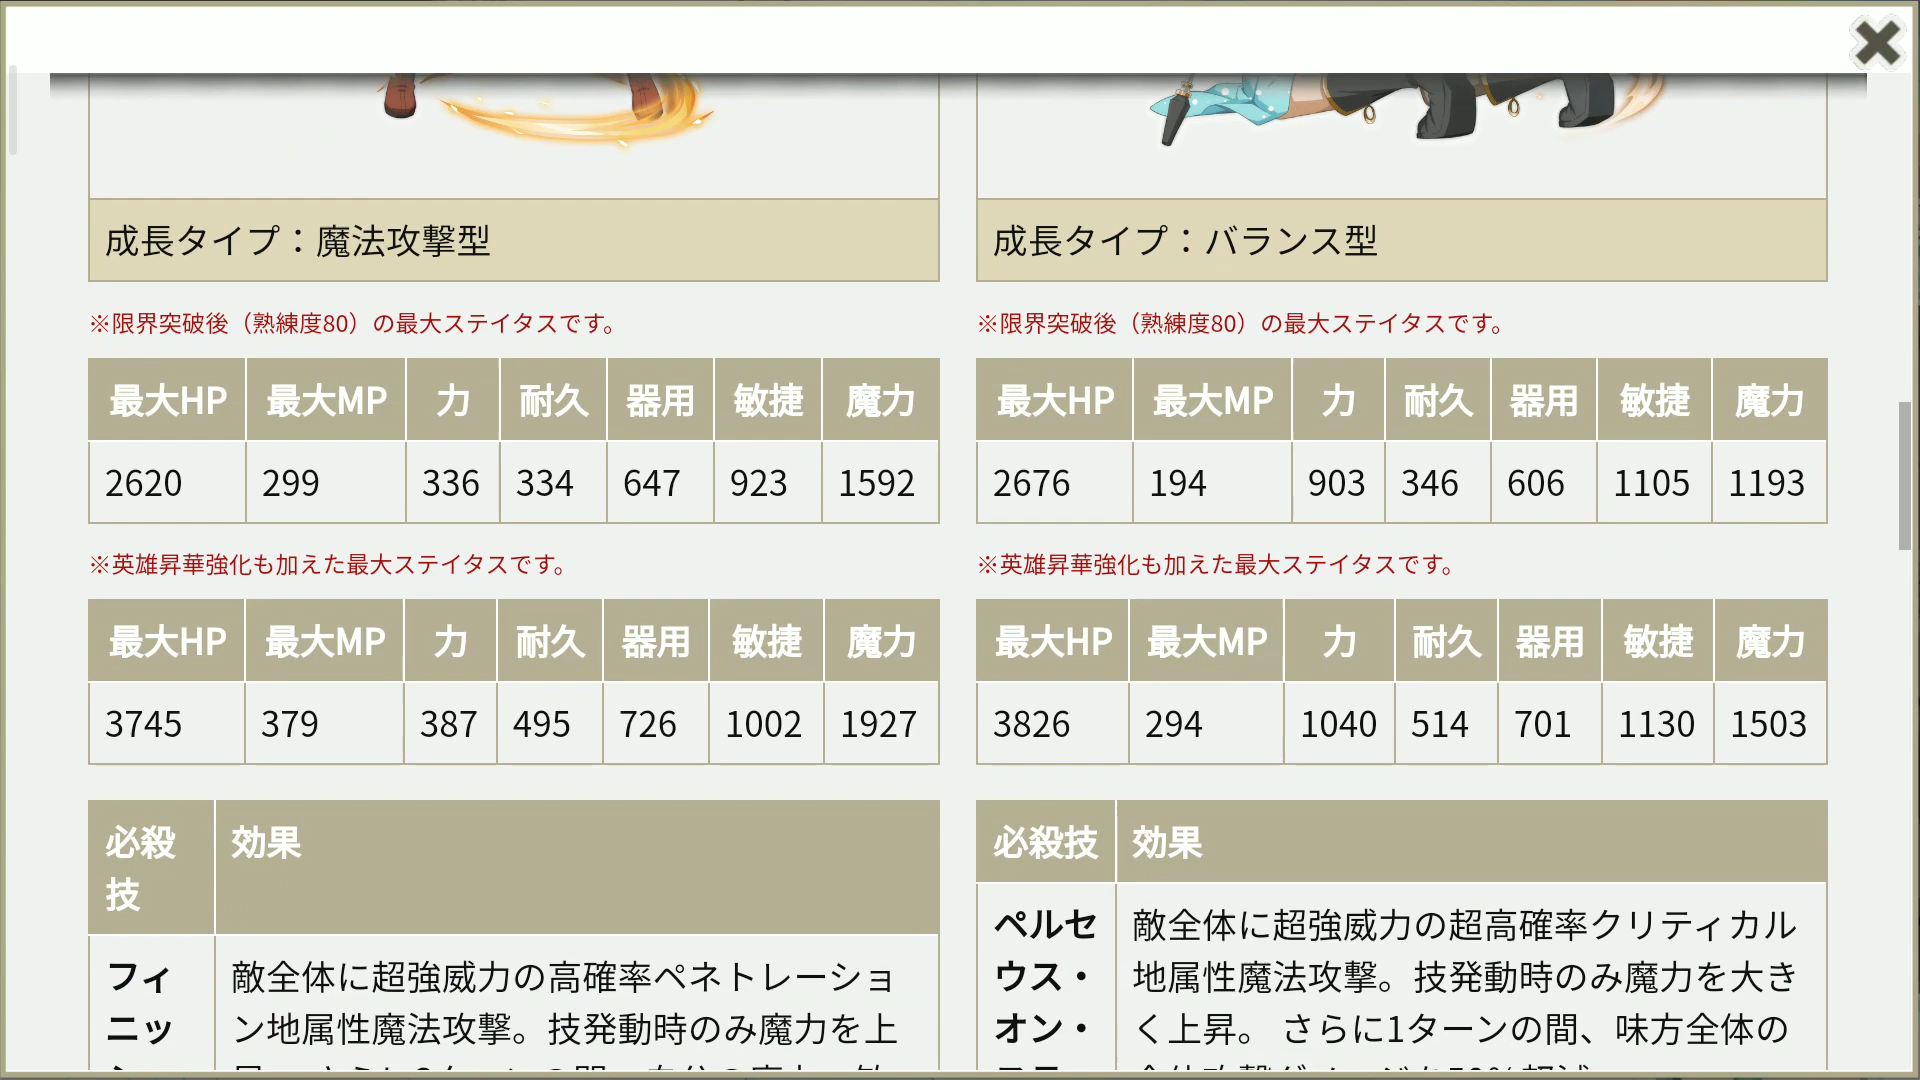 成長タイプ：魔法攻撃型
※限界突破後（熟練度80）の最大ステイタスです。
最大HP 最大MP 力 耐久 器用 敏捷 魔力
2620 299 336 334 647 923 1592
※英雄昇華強化も加えた最大ステイタスです。
最大HP 最大MP 力 耐久 器用 敏捷 魔力
3745 379 387 495 726 1002 1927
必殺
技
効果
フィ
ニッ
敵全体に超強威力の高確率ペネトレーショ
ン地属性魔法攻撃。技発動時のみ魔力を上
成長タイプ：バランス型
※限界突破後（熟練度80）の最大ステイタスです。
最大HP 最大MP 力 耐久 器用 敏捷 魔力
2676 194 903 346 606 1105 1193
※英雄昇華強化も加えた最大ステイタスです。
最大HP 最大MP 力 耐久 器用 敏捷 魔力
3826 294 1040 514 701 1130 1503
必殺技 効果
ペルセ
ウス・
オン・
敵全体に超強威力の超高確率クリティカル
地属性魔法攻撃。技発動時のみ魔力を大き
く上昇。 さらに1ターンの間、味方全体の